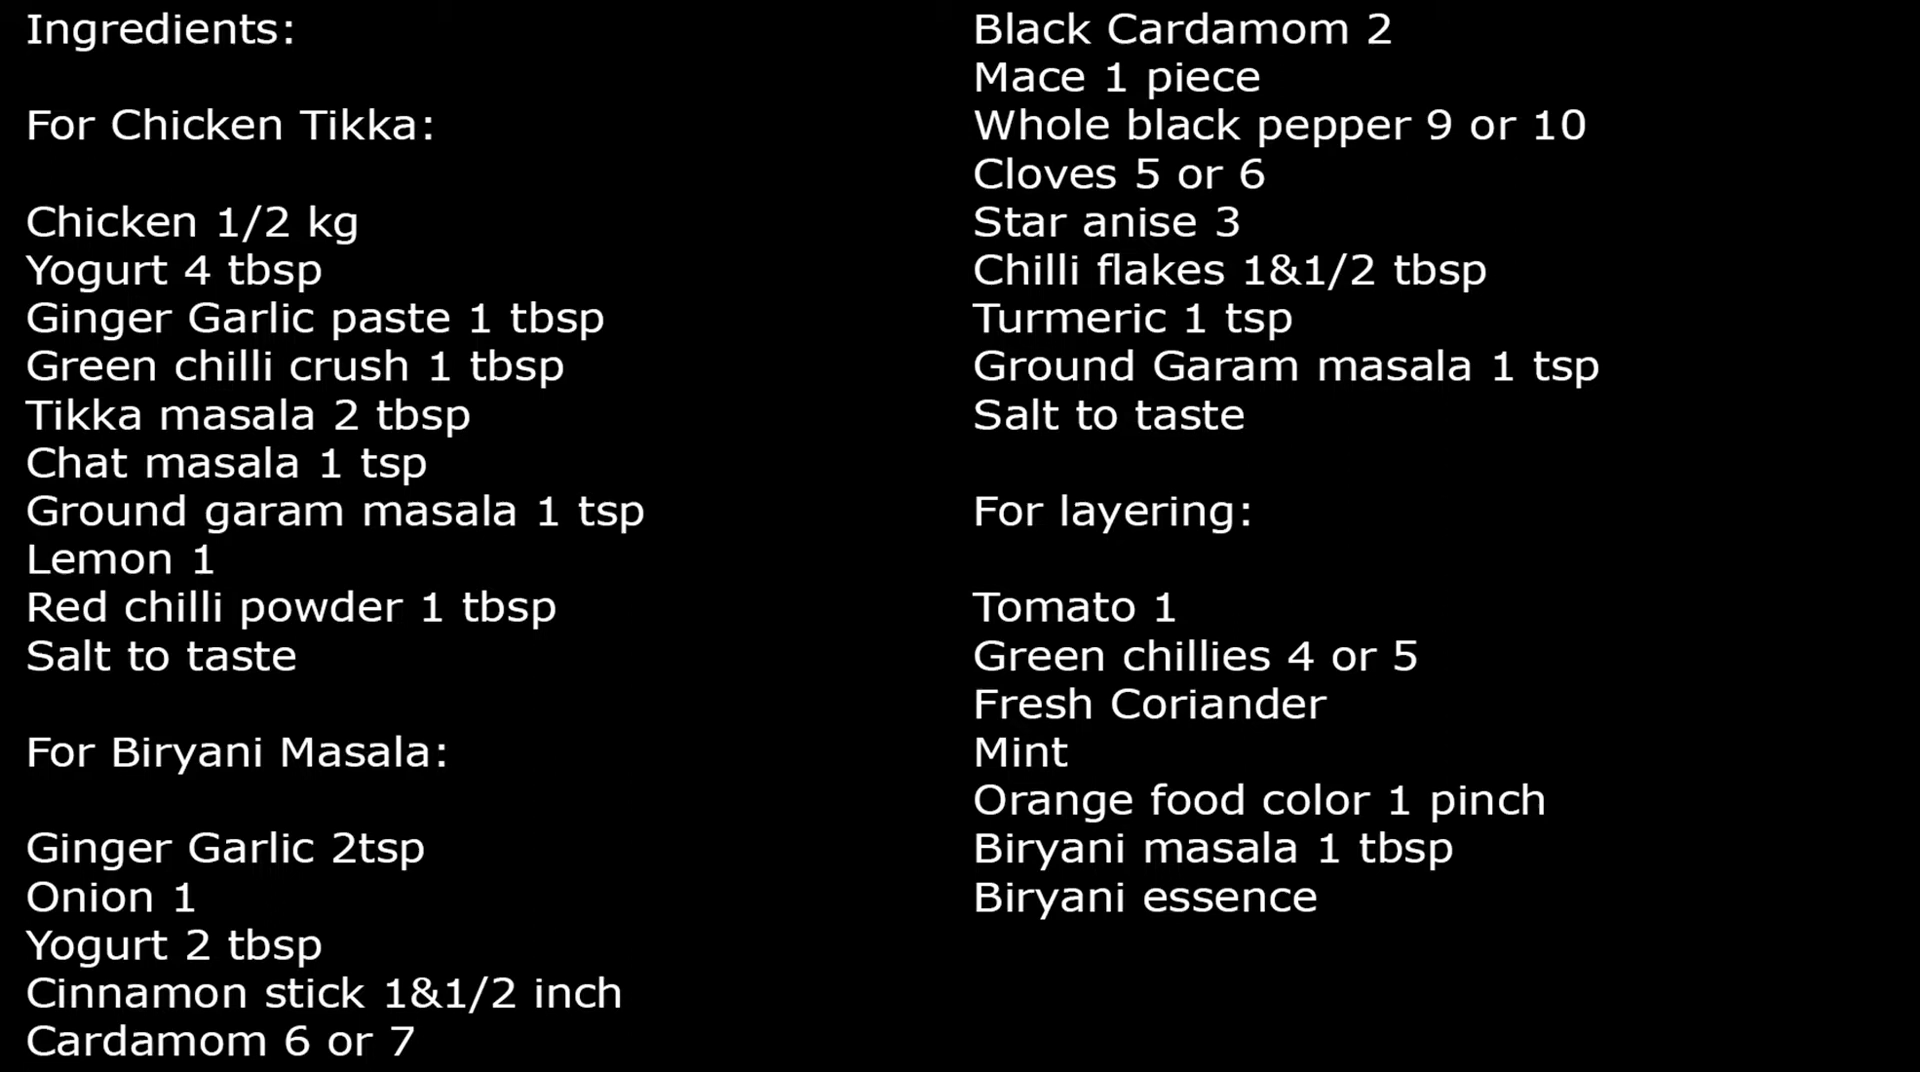 Ingredients:
For Chicken Tikka:
Chicken 1/2 kg
Yogurt 4 tbsp
Ginger Garlic paste 1 tbsp
Green chilli crush 1 tbsp
Tikka masala 2 tbsp
Chat masala 1 tsp
Ground garam masala 1 tsp
Lemon 1
Red chilli powder 1 tbsp
Salt to taste
For Biryani Masala:
Ginger Garlic 2tsp
Onion 1
Yogurt 2 tbsp
Cinnamon stick 1&1/2 inch
Cardamom 6 or 7
Black Cardamom 2
Mace 1 piece
Whole black pepper 9 or 10
Cloves 5 or 6
Star anise 3
Chilli flakes 1&1/2 tbsp
Turmeric 1 tsp
Ground Garam masala 1 tsp
Salt to taste
For layering:
Tomato 1
Green chillies 4 or 5
Fresh Coriander
Mint
Orange food color 1 pinch
Biryani masala 1 tbsp
Biryani essence